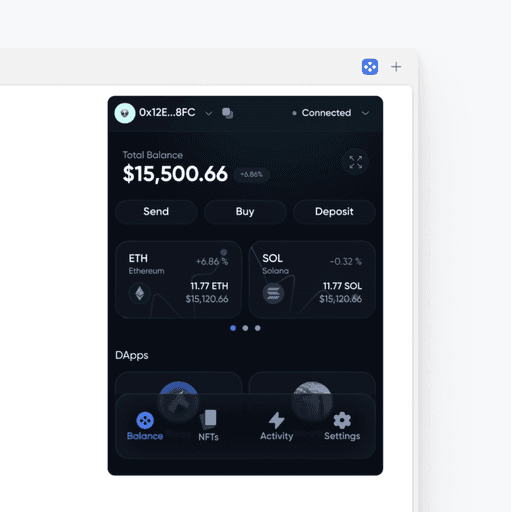 0x12E...8FC
Connected
Total Balance
$15,500.66
+6.86%
Send
Buy
Deposit
ETH
+6.86 %
Ethereum
11.77 ETH
$15,120.66
SOL
-0.32 %
Solana
11.77 SOL
$15,120.66
DApps
Balance
NFTs
Activity
Settings